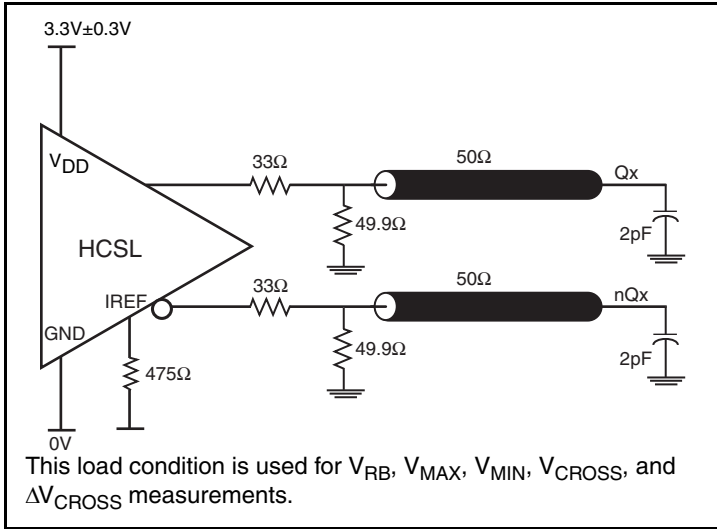 3.3V±0.3V
VDD
33Ω
50Ω
Qx
49.9Ω
2pF
HCSL
IREF
33Ω
50Ω
nQx
GND
49.9Ω
2pF
475Ω
0V
This load condition is used for VRB, VMAX, VMIN, VCROSS, and
ΔVCROSS measurements.